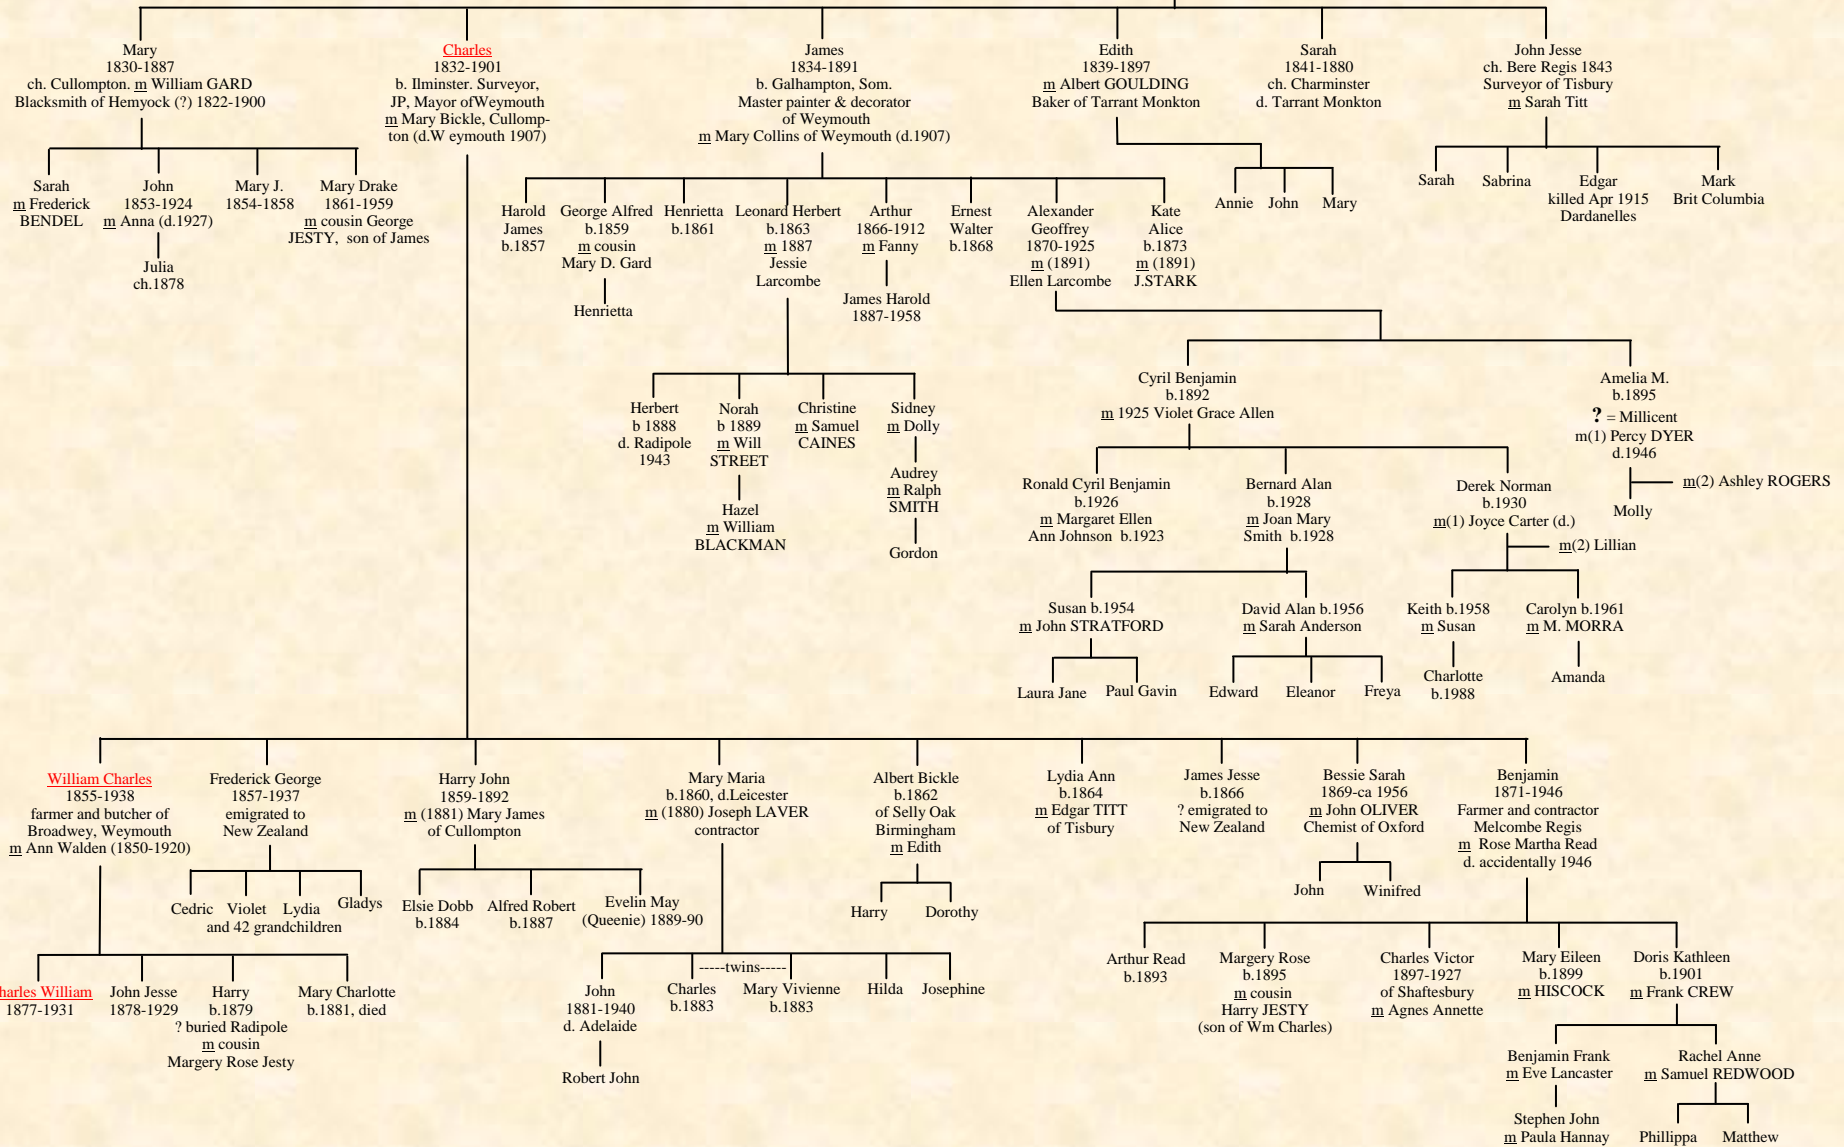 Mary
1830-1887
ch. Cullompton. m William GARD
Blacksmith of Hemyock (?) 1822-1900
Charles
1832-1901
b. Ilminster. Surveyor,
JP, Mayor ofWeymouth
m Mary Bickle, Cullomp-
ton (d.W eymouth 1907)
James
1834-1891
b. Galhampton, Som.
Master painter & decorator
of Weymouth
m Mary Collins of Weymouth (d.1907)
Edith
1839-1897
m Albert GOULDING
Baker of Tarrant Monkton
Sarah
1841-1880
ch. Charminster
d. Tarrant Monkton
John Jesse
ch. Bere Regis 1843
Surveyor of Tisbury
m Sarah Titt
Sarah
m Frederick
BENDEL
John
1853-1924
m Anna (d.1927)
Mary J.
1854-1858
Mary Drake
1861-1959
m cousin George
JESTY,  son of James
Julia
ch.1878
Harold
James
b.1857
George Alfred
b.1859
m cousin
Mary D. Gard
Henrietta
Henrietta
b.1861
Leonard Herbert
b.1863
m 1887
Jessie
Larcombe
Arthur
1866-1912
m Fanny
James Harold
1887-1958
Ernest
Walter
b.1868
Alexander
Geoffrey
1870-1925
m (1891)
Ellen Larcombe
Kate
Alice
b.1873
m (1891)
J.STARK
Annie
John
Mary
Sarah
Sabrina
Edgar
killed Apr 1915
Dardanelles
Mark
Brit Columbia
Herbert
b 1888
d. Radipole
1943
Norah
b 1889
m Will
STREET
Hazel
m William
BLACKMAN
Christine
m Samuel
CAINES
Sidney
m Dolly
Audrey
m Ralph
SMITH
Gordon
Cyril Benjamin
b.1892
m 1925 Violet Grace Allen
Amelia M.
b.1895
? = Millicent
m(1) Percy DYER
d.1946
m(2) Ashley ROGERS
Molly
Ronald Cyril Benjamin
b.1926
m Margaret Ellen
Ann Johnson  b.1923
Bernard Alan
b.1928
m Joan Mary
Smith  b.1928
Derek Norman
b.1930
m(1) Joyce Carter (d.)
m(2) Lillian
Susan b.1954
m John STRATFORD
David Alan b.1956
m Sarah Anderson
Keith b.1958
m Susan
Carolyn b.1961
m M. MORRA
Laura Jane
Paul Gavin
Edward
Eleanor
Freya
Charlotte
b.1988
Amanda
William Charles
1855-1938
farmer and butcher of
Broadwey, Weymouth
m Ann Walden (1850-1920)
Frederick George
1857-1937
emigrated to
New Zealand
Harry John
1859-1892
m (1881) Mary James
of Cullompton
Mary Maria
b.1860, d.Leicester
m (1880) Joseph LAVER
contractor
Albert Bickle
b.1862
of Selly Oak
Birmingham
m Edith
Lydia Ann
b.1864
m Edgar TITT
of Tisbury
James Jesse
b.1866
? emigrated to
New Zealand
Bessie Sarah
1869-ca 1956
m John OLIVER
Chemist of Oxford
Benjamin
1871-1946
Farmer and contractor
Melcombe Regis
m  Rose Martha Read
d. accidentally 1946
Cedric
Violet
Lydia
Gladys
and 42 grandchildren
Elsie Dobb
b.1884
Alfred Robert
b.1887
Evelin May
(Queenie) 1889-90
Harry
Dorothy
John
Winifred
harles William
1877-1931
John Jesse
1878-1929
Harry
b.1879
? buried Radipole
m cousin
Margery Rose Jesty
Mary Charlotte
b.1881, died
John
1881-1940
d. Adelaide
Robert John
-----twins-----
Charles
b.1883
Mary Vivienne
b.1883
Hilda
Josephine
Arthur Read
b.1893
Margery Rose
b.1895
m cousin
Harry JESTY
(son of Wm Charles)
Charles Victor
1897-1927
of Shaftesbury
m Agnes Annette
Mary Eileen
b.1899
m HISCOCK
Doris Kathleen
b.1901
m Frank CREW
Benjamin Frank
m Eve Lancaster
Rachel Anne
m Samuel REDWOOD
Stephen John
m Paula Hannay
Phillippa
Matthew